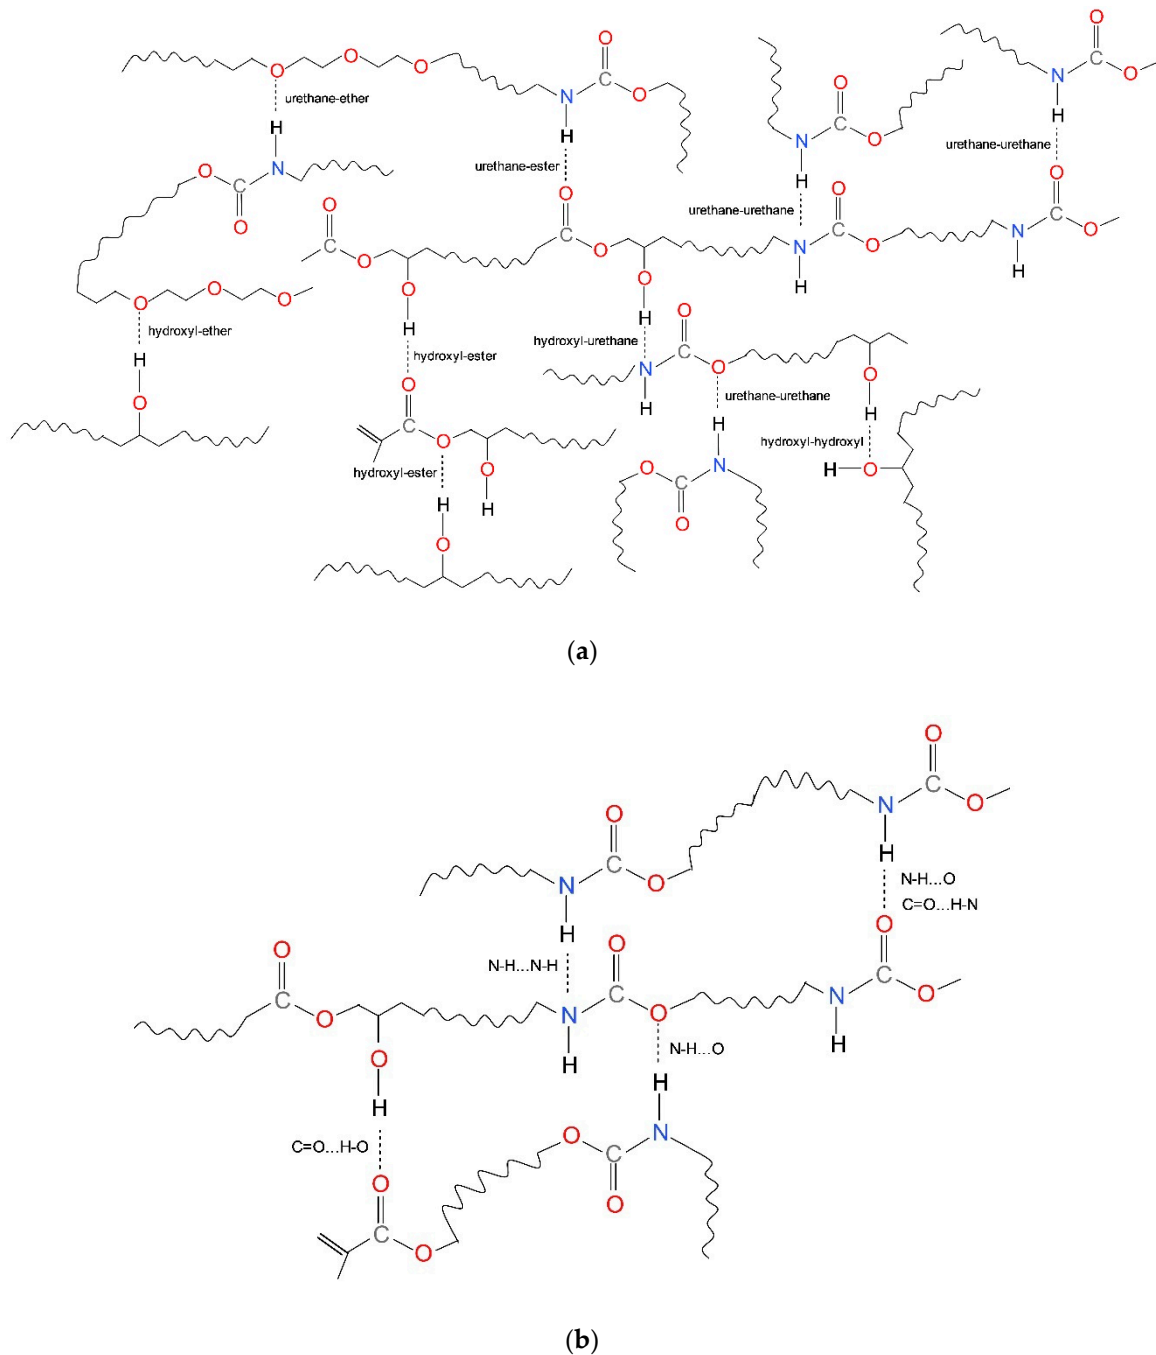 O
O
C
O
O
O
N
O
C
O
N
O
urethane-ether
O
H
C
H
H
N
O
urethane-ester
urethane-urethane
H
O
N
O
C
H
O
O
O
O
urethane-urethane
O
C
O
C
C
C
O
O
O
N
O
N
O
H
H
O
O
O
O
H
H
O
hydroxyl-ether
hydroxyl-ester
hydroxyl-urethane
C
H
N
O
O
O
H
urethane-urethane
O
H
H
C
O
hydroxyl-hydroxyl
hydroxyl-ester
O
O
N
H
O
C
H
H
O
O
(a)
O
N
C
O
O
H
N
C
O
N-H...O
C=O...H-N
H
O
O
O
N-H...N-H
C
C
C
O
N
O
N
O
O
H
H
N-H...O
H
H
C=O...H-O
O
C
N
O
O
C
O
(b)